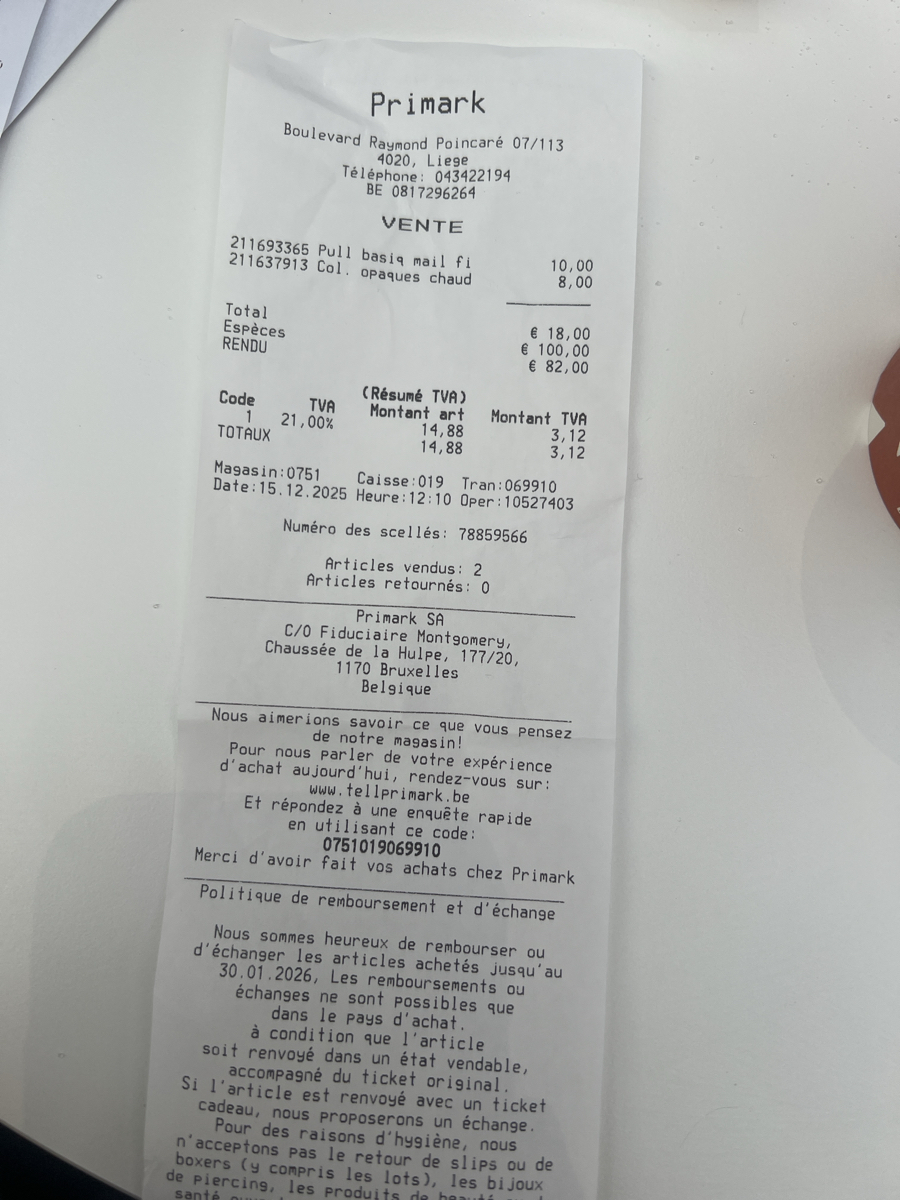 Primark
Boulevard Raymond Poincaré 07/113
4020, Liege
Téléphone: 043422194
BE 0817296264
VENTE
211693365 Pull basiq mail fi 10,00
211637913 Col. opaques chaud 8,00
Total € 18,00
Espèces € 100,00
RENDU € 82,00
(Résumé TVA)
Code TVA Montant art Montant TVA
1 21,00% 14,88 3,12
TOTAUX 14,88 3,12
Magasin:0751 Caisse:019 Tran:069910
Date:15.12.2025 Heure:12:10 Oper:10527403
Numéro des scellés: 78859566
Articles vendus: 2
Articles retournés: 0
Primark SA
C/O Fiduciaire Montgomery,
Chaussée de la Hulpe, 177/20,
1170 Bruxelles
Belgique
Nous aimerions savoir ce que vous pensez
de notre magasin!
Pour nous parler de votre expérience
d'achat aujourd'hui, rendez-vous sur:
www.tellprimark.be
Et répondez à une enquête rapide
en utilisant ce code:
0751019069910
Merci d'avoir fait vos achats chez Primark
Politique de remboursement et d'échange
Nous sommes heureux de rembourser ou
d'échanger les articles achetés jusqu'au
30.01.2026, Les remboursements ou
échanges ne sont possibles que
dans le pays d'achat.
à condition que l'article
soit renvoyé dans un état vendable,
accompagné du ticket original.
Si l'article est renvoyé avec un ticket
cadeau, nous proposerons un échange.
Pour des raisons d'hygiène, nous
n'acceptons pas le retour de slips ou de
boxers (y compris les lots), les bijoux
de piercing, les produits de beauté
santé